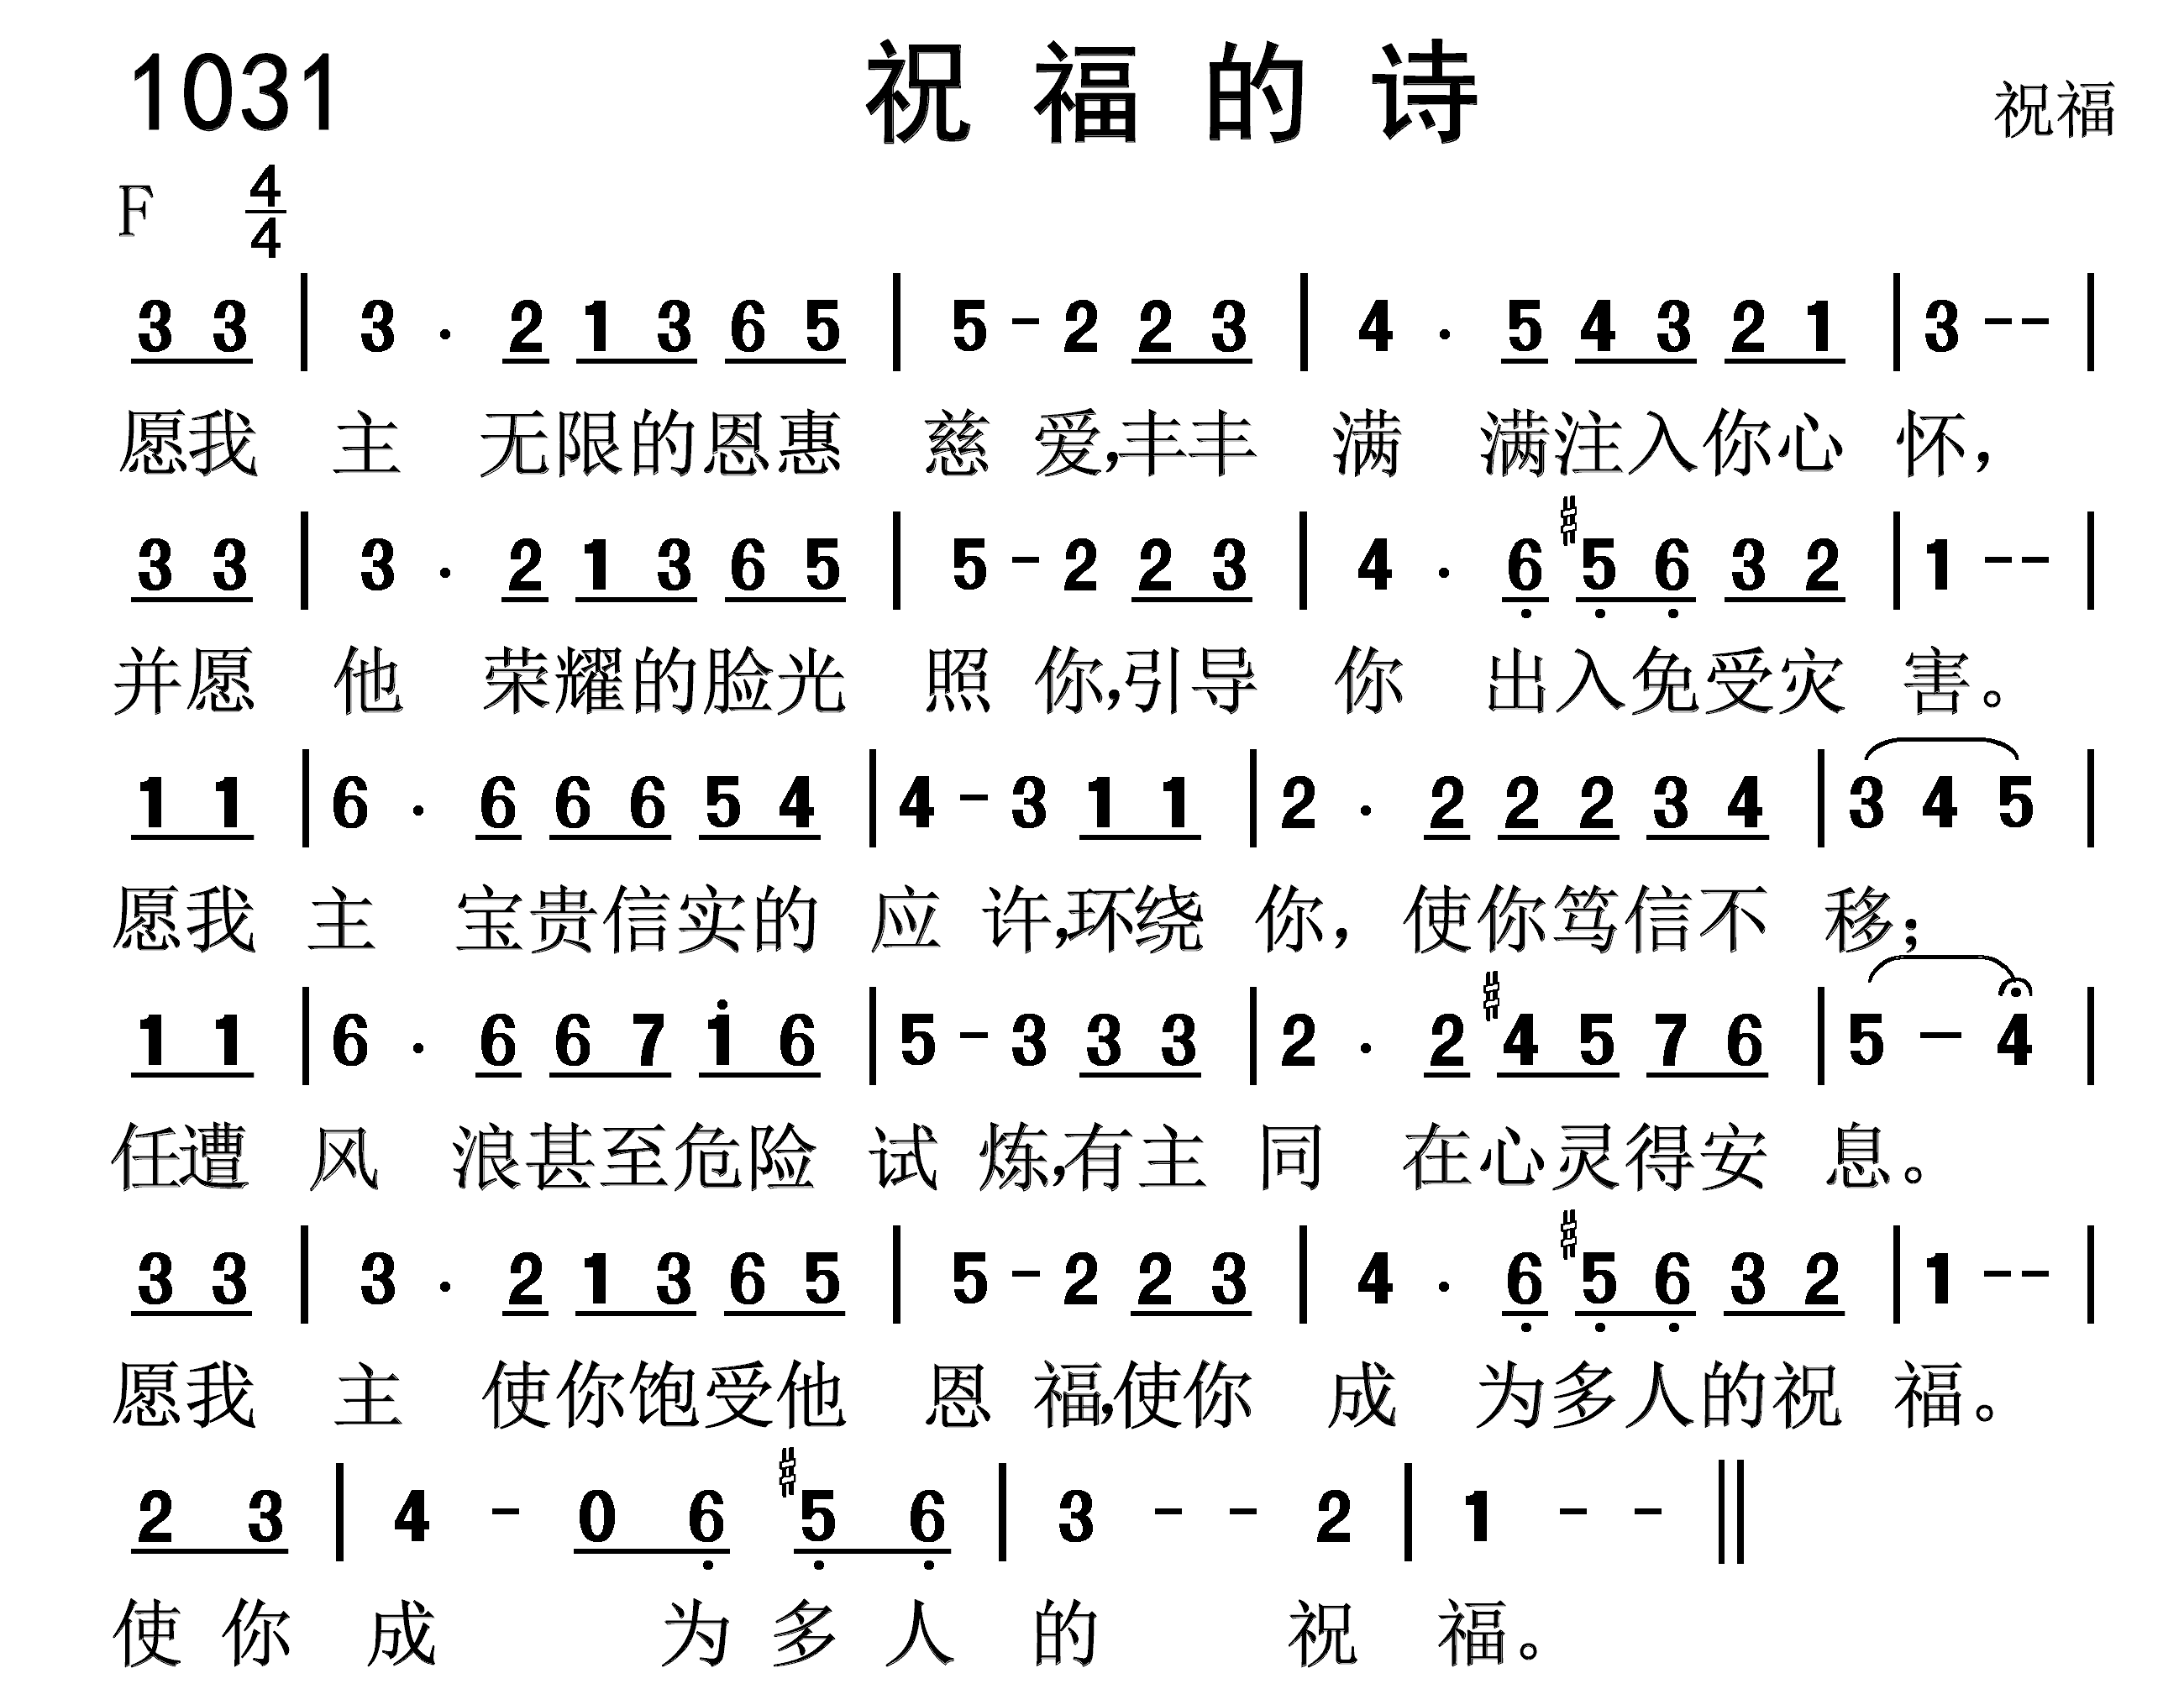 1031 祝福的诗 祝福
F 4/4
3 3 | 3 · 2 1 3 6 5 | 5 - 2 2 3 | 4 · 5 4 3 2 1 | 3 - - |
愿我 主 无限的恩惠 慈 爱,丰丰 满 满注入你心 怀,
3 3 | 3 · 2 1 3 6 5 | 5 - 2 2 3 | 4 · 6̣ #5̣ 6̣ 3 2 | 1 - - |
并愿 他 荣耀的脸光 照 你,引导 你 出入免受灾 害。
1 1 | 6 · 6 6 6 5 4 | 4 - 3 1 1 | 2 · 2 2 2 3 4 | 3 4 5 |
愿我 主 宝贵信实的 应 许,环绕 你, 使你笃信不 移;
1 1 | 6 · 6 6 7 1̇ 6 | 5 - 3 3 3 | 2 · 2 #4 5 7 6 | 5 - 4 |
任遭 风 浪甚至危险 试 炼,有主 同 在心灵得安 息。
3 3 | 3 · 2 1 3 6 5 | 5 - 2 2 3 | 4 · 6̣ #5̣ 6̣ 3 2 | 1 - - |
愿我 主 使你饱受他 恩 福,使你 成 为多人的祝 福。
2 3 | 4 - 0 6̣ #5̣ 6̣ | 3 - - 2 | 1 - - ‖
使 你 成 为 多 人 的 祝 福。